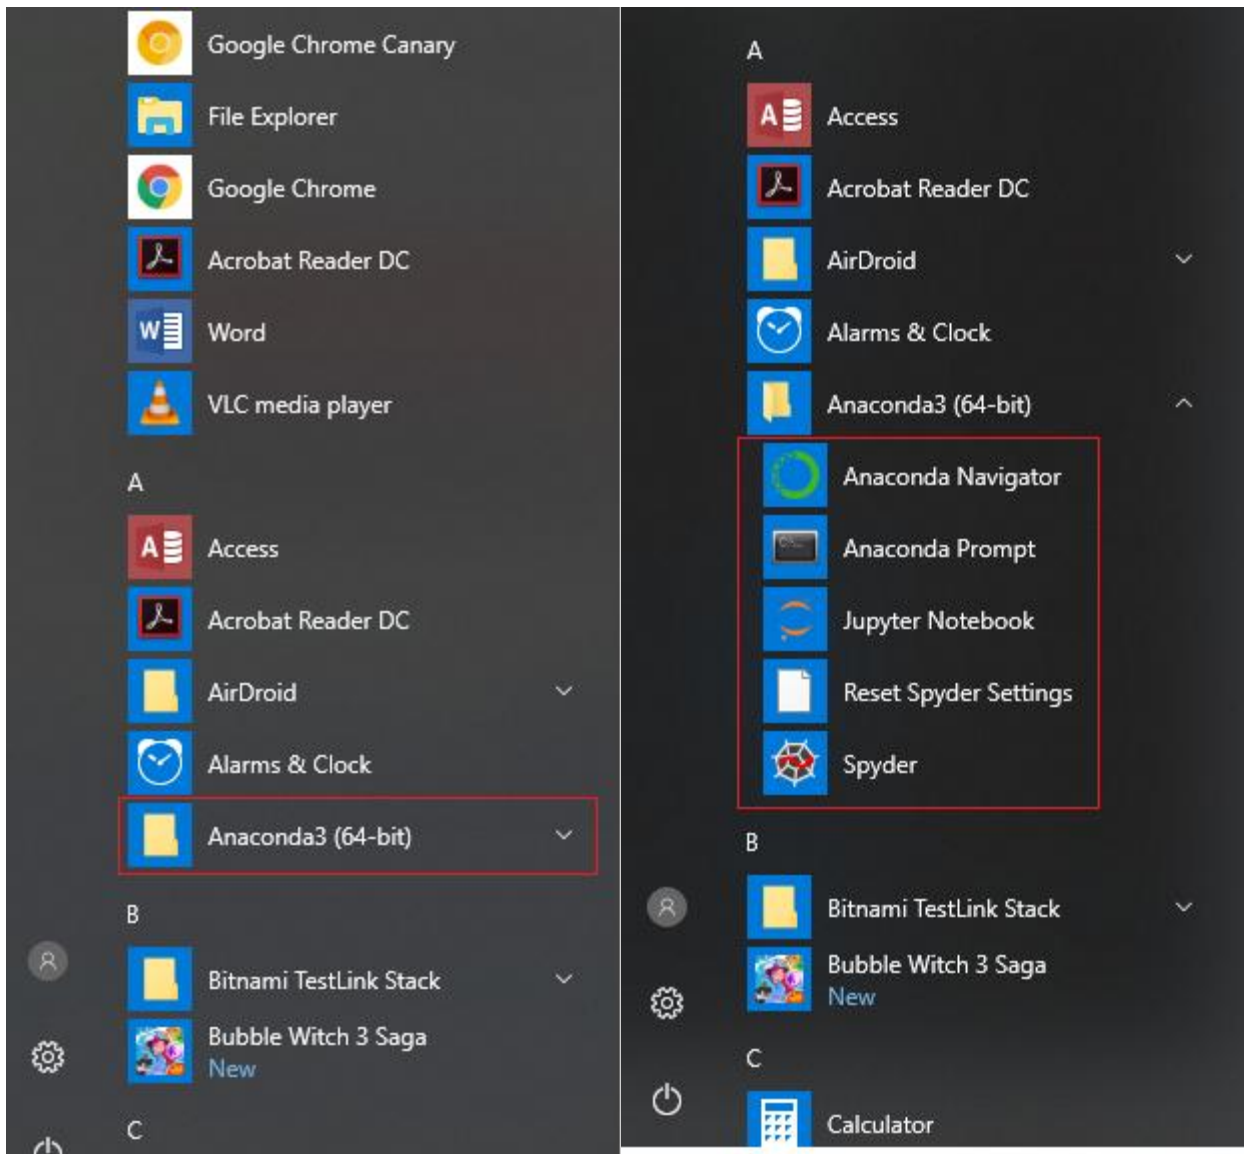 Google Chrome Canary
File Explorer
Google Chrome
Acrobat Reader DC
Word
VLC media player
A
Access
Acrobat Reader DC
AirDroid
Alarms & Clock
Anaconda3 (64-bit)
B
Bitnami TestLink Stack
Bubble Witch 3 Saga
New
C
A
Access
Acrobat Reader DC
AirDroid
Alarms & Clock
Anaconda3 (64-bit)
Anaconda Navigator
Anaconda Prompt
Jupyter Notebook
Reset Spyder Settings
Spyder
B
Bitnami TestLink Stack
Bubble Witch 3 Saga
New
C
Calculator